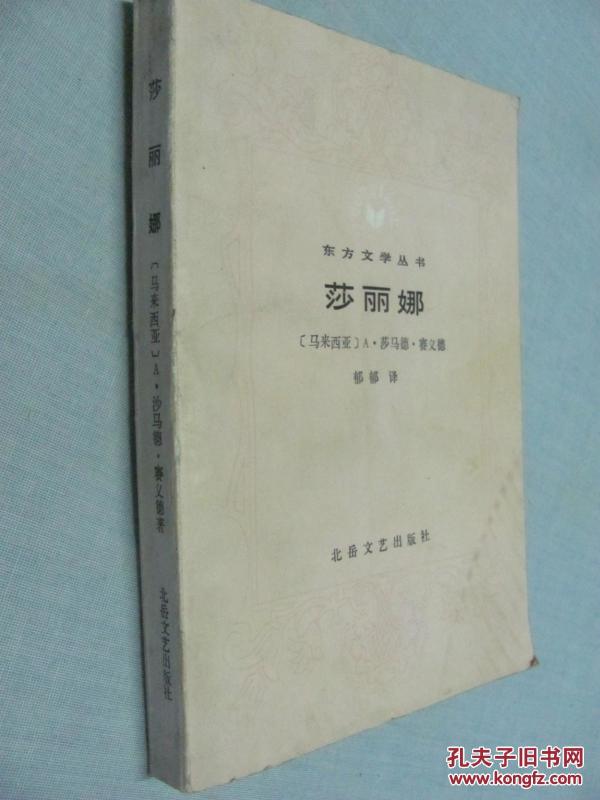 莎丽娜
〔马来西亚〕A·沙马德·赛义德著
北岳文艺出版社
东方文学丛书
莎丽娜
〔马来西亚〕A·莎马德·赛义德
郁郁 译
北岳文艺出版社
孔夫子旧书网
www.kongfz.com